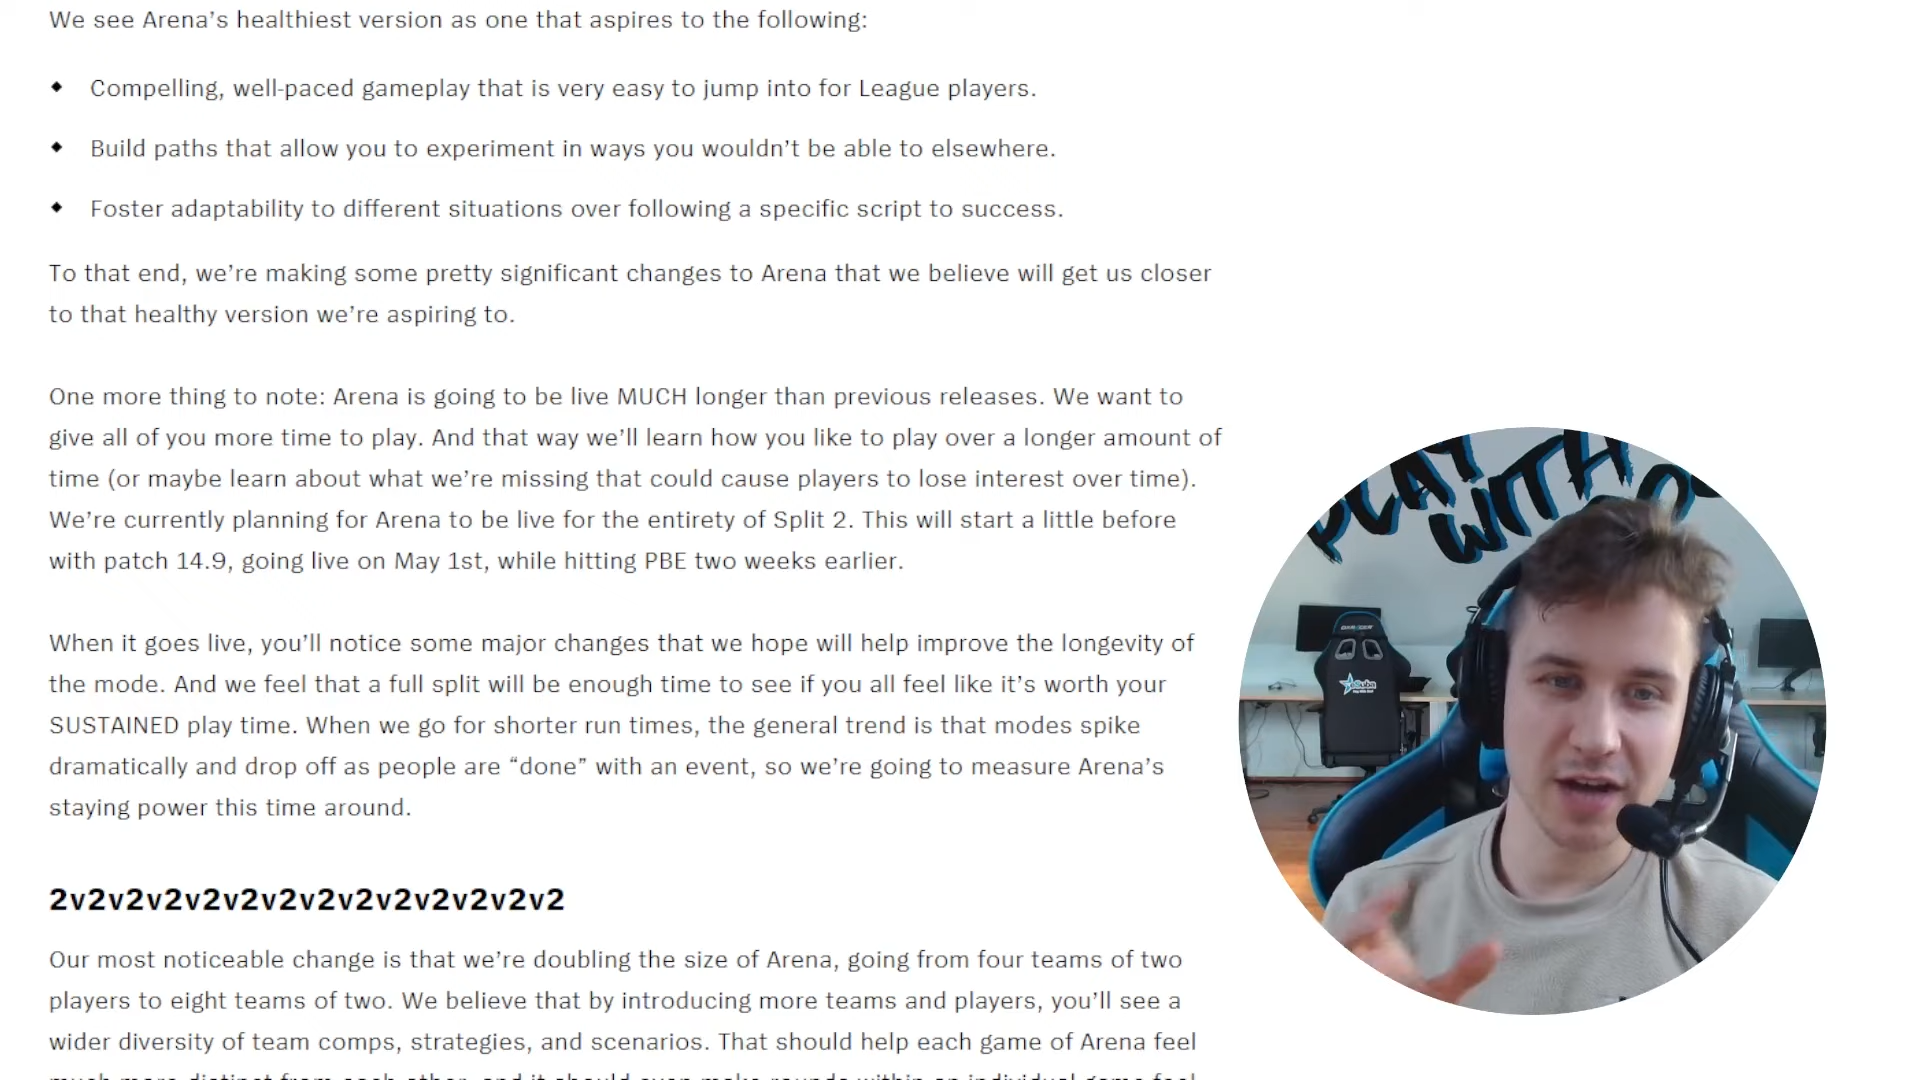 We see Arena’s healthiest version as one that aspires to the following:
◆ Compelling, well-paced gameplay that is very easy to jump into for League players.
◆ Build paths that allow you to experiment in ways you wouldn’t be able to elsewhere.
◆ Foster adaptability to different situations over following a specific script to success.
To that end, we’re making some pretty significant changes to Arena that we believe will get us closer
to that healthy version we’re aspiring to.
One more thing to note: Arena is going to be live MUCH longer than previous releases. We want to
give all of you more time to play. And that way we’ll learn how you like to play over a longer amount of
time (or maybe learn about what we’re missing that could cause players to lose interest over time).
We’re currently planning for Arena to be live for the entirety of Split 2. This will start a little before
with patch 14.9, going live on May 1st, while hitting PBE two weeks earlier.
When it goes live, you’ll notice some major changes that we hope will help improve the longevity of
the mode. And we feel that a full split will be enough time to see if you all feel like it’s worth your
SUSTAINED play time. When we go for shorter run times, the general trend is that modes spike
dramatically and drop off as people are “done” with an event, so we’re going to measure Arena’s
staying power this time around.
2v2v2v2v2v2v2v2v2v2v2v2v2v2
Our most noticeable change is that we’re doubling the size of Arena, going from four teams of two
players to eight teams of two. We believe that by introducing more teams and players, you’ll see a
wider diversity of team comps, strategies, and scenarios. That should help each game of Arena feel
PLAY
WITH